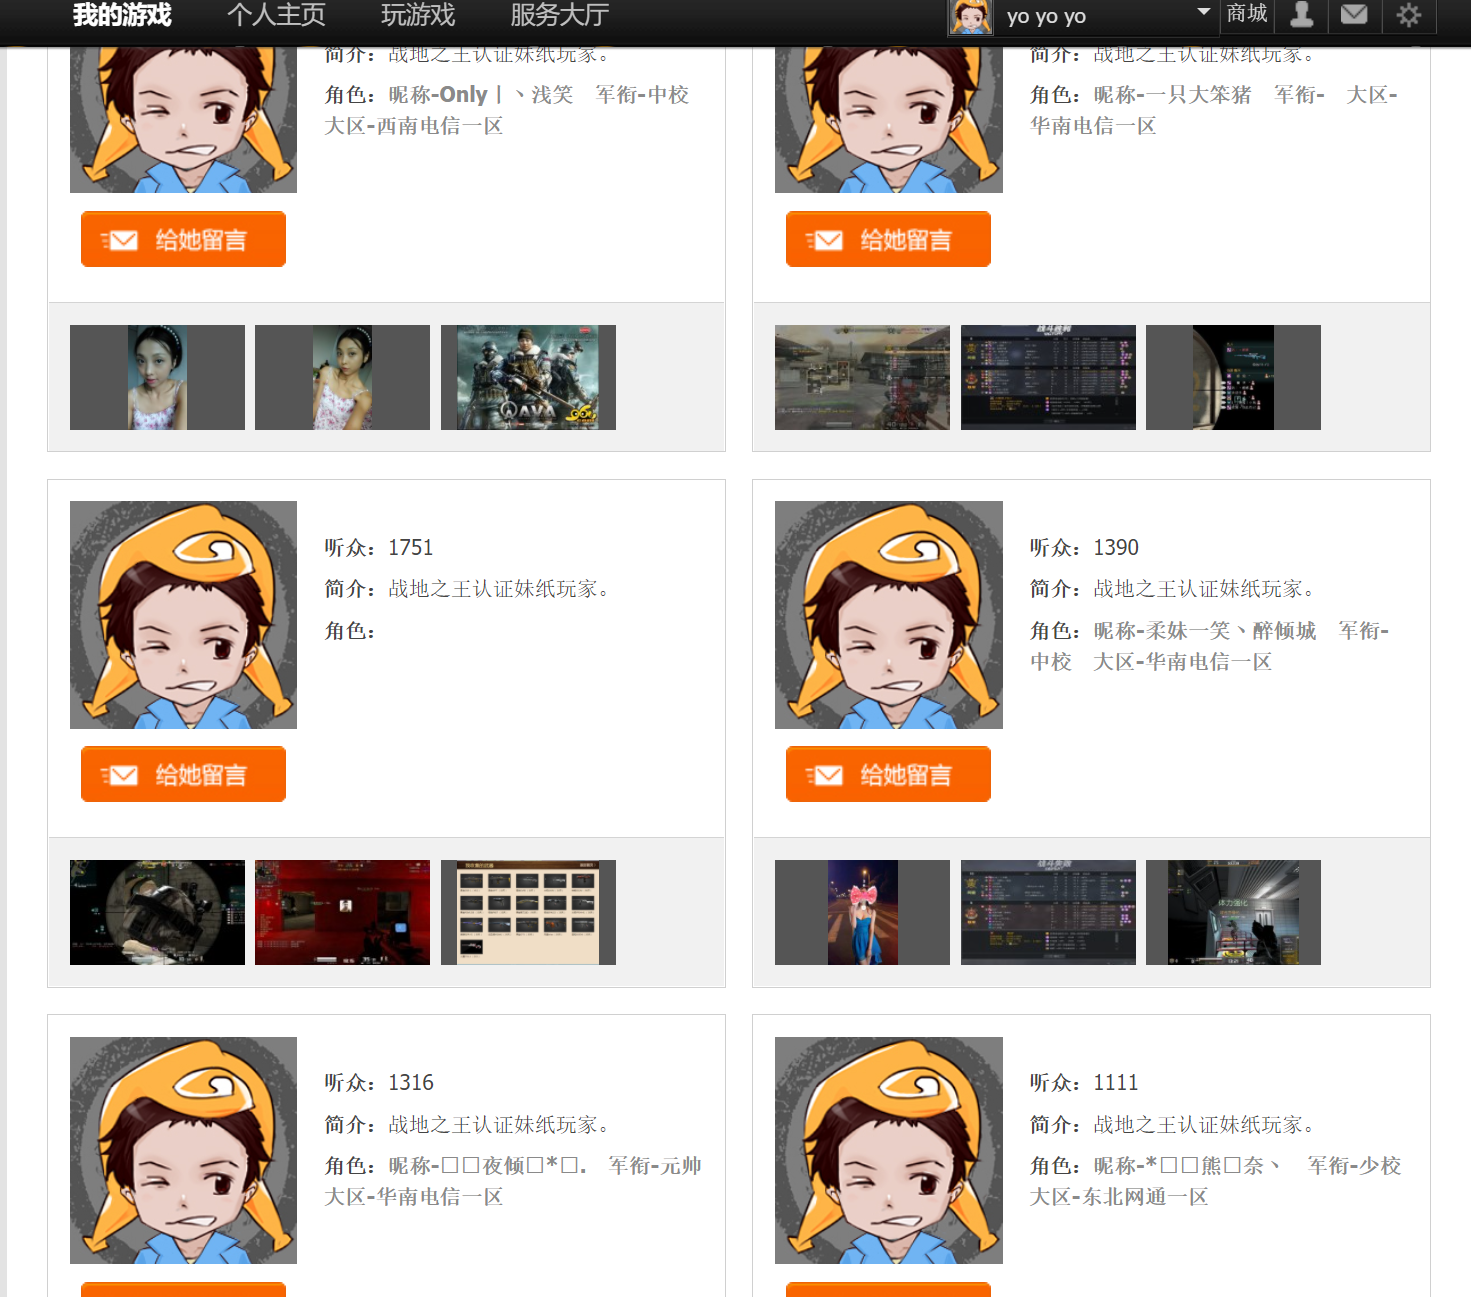 我的游戏 个人主页 玩游戏 服务大厅 yo yo yo 商城
简介：战地之王认证妹纸玩家。
角色：昵称-Only丨丶浅笑 军衔-中校
大区-西南电信一区
给她留言
简介：战地之王认证妹纸玩家。
角色：昵称-一只大笨猪 军衔- 大区-
华南电信一区
给她留言
AVA
听众：1751
简介：战地之王认证妹纸玩家。
角色：
给她留言
听众：1390
简介：战地之王认证妹纸玩家。
角色：昵称-柔妹一笑丶醉倾城 军衔-
中校 大区-华南电信一区
给她留言
听众：1316
简介：战地之王认证妹纸玩家。
角色：昵称-□□夜倾□*□. 军衔-元帅
大区-华南电信一区
听众：1111
简介：战地之王认证妹纸玩家。
角色：昵称-*□□熊□奈丶 军衔-少校
大区-东北网通一区